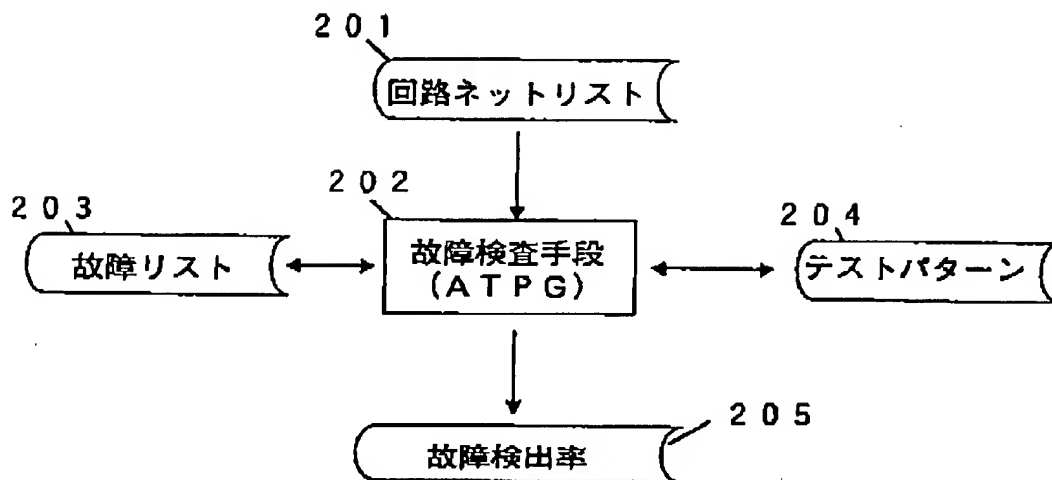 ２０１
回路ネットリスト
２０２
２０３
２０４
故障リスト
故障検査手段
(ＡＴＰＧ)
テストパターン
２０５
故障検出率